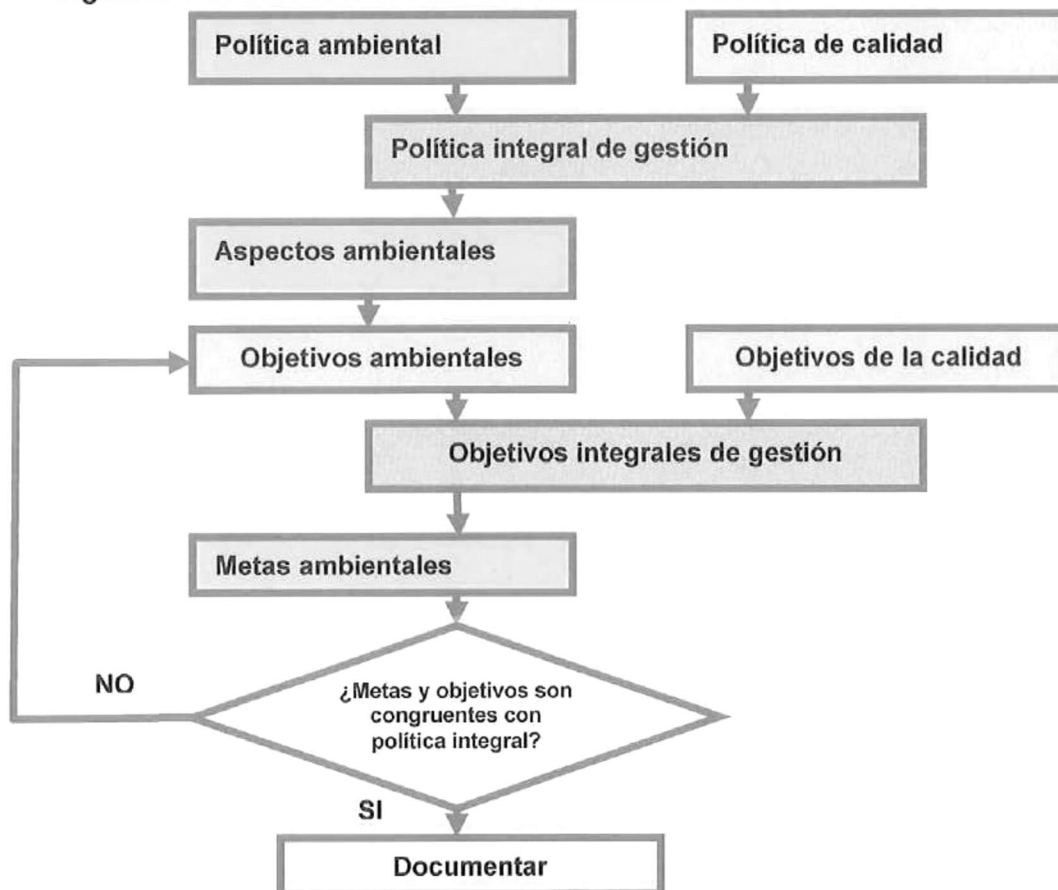 Política ambiental
Política de calidad
Política integral de gestión
Aspectos ambientales
Objetivos ambientales
Objetivos de la calidad
Objetivos integrales de gestión
Metas ambientales
NO
¿Metas y objetivos son
congruentes con
política integral?
SI
Documentar